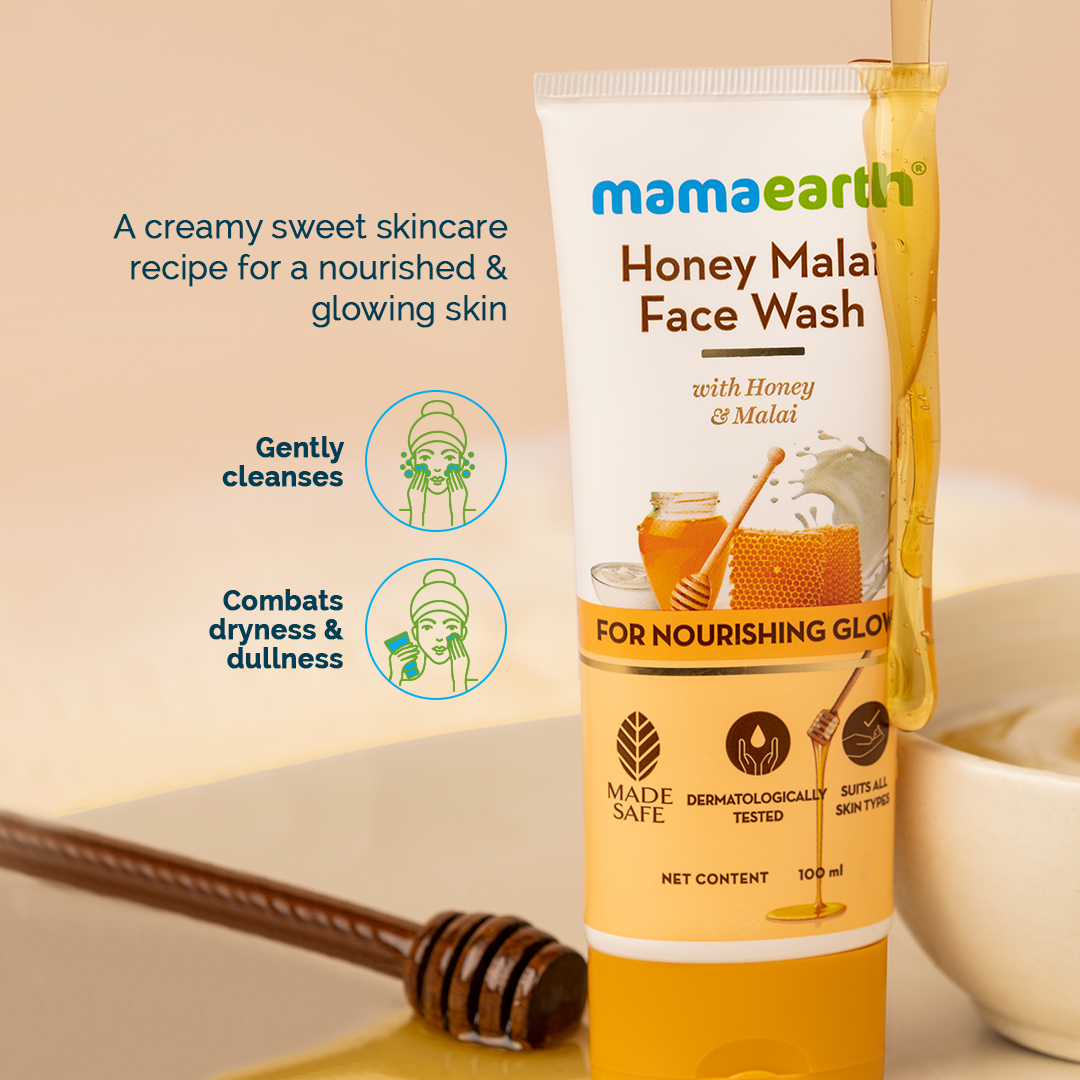 A creamy sweet skincare
recipe for a nourished &
glowing skin
Gently
cleanses
Combats
dryness &
dullness
mamaearth®
Honey Malai
Face Wash
with Honey
& Malai
FOR NOURISHING GLOW
MADE
SAFE
DERMATOLOGICALLY
TESTED
SUITS ALL
SKIN TYPES
NET CONTENT 100 ml